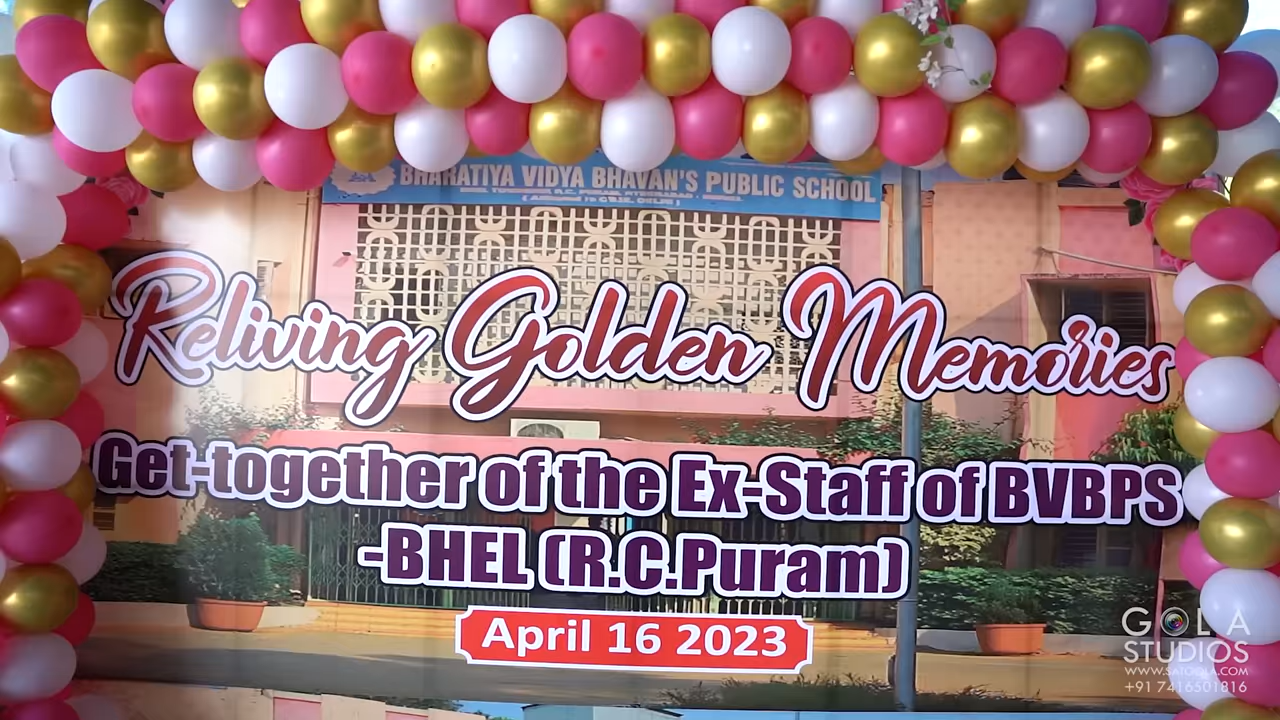 BHARATIYA VIDYA BHAVAN'S PUBLIC SCHOOL
Reliving Golden Memories
Get-together of the Ex-Staff of BVBPS
-BHEL (R.C.Puram)
April 16 2023
GOLA
STUDIOS
+91 7416501816